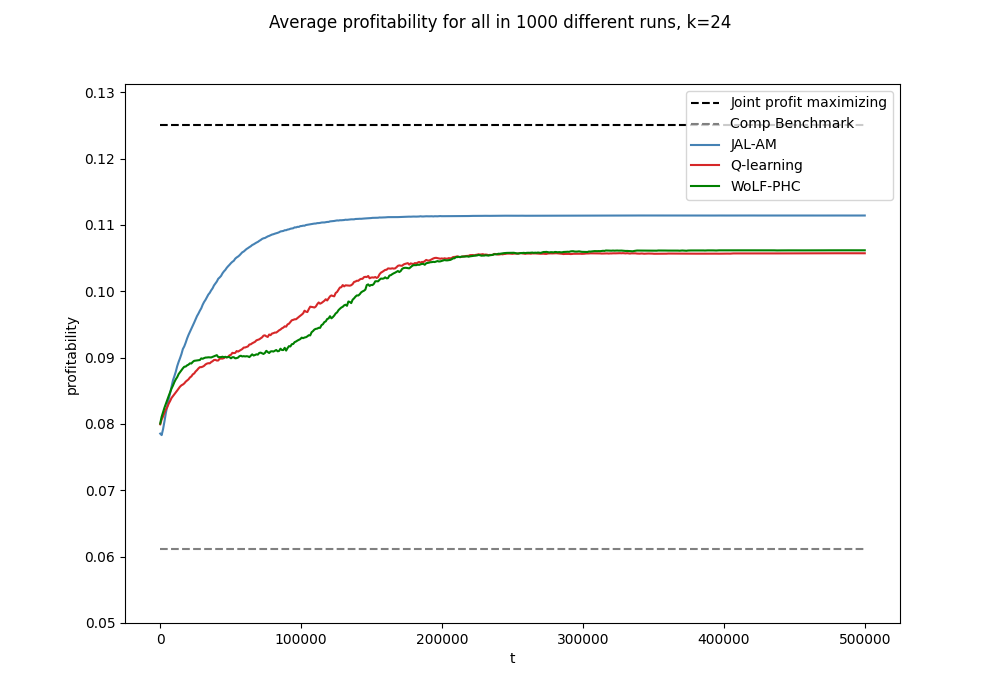 Average profitability for all in 1000 different runs, k=24
0.13
0.12
0.11
0.10
0.09
0.08
0.07
0.06
0.05
profitability
Joint profit maximizing
Comp Benchmark
JAL-AM
Q-learning
WoLF-PHC
0 100000 200000 300000 400000 500000
t